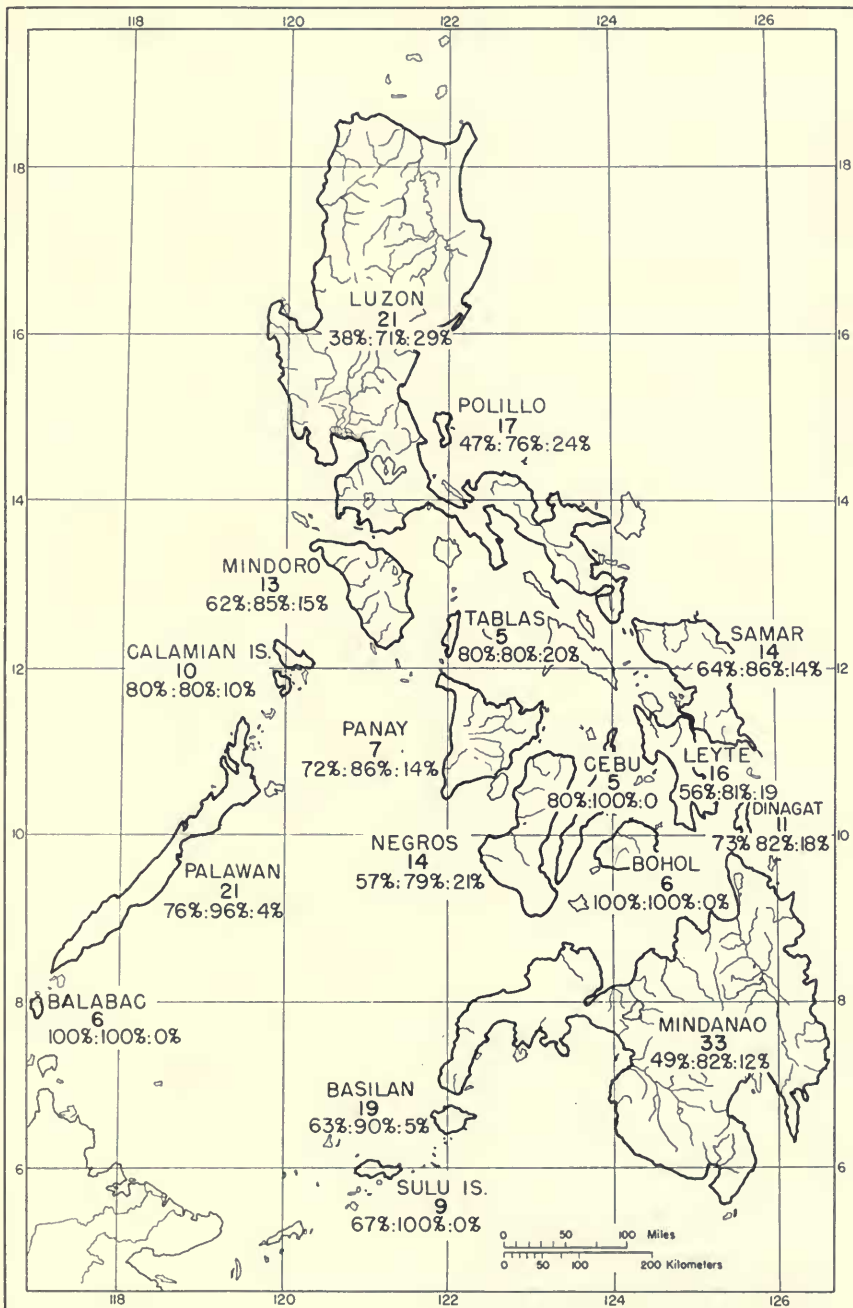 120 122 124 126
18 18
LUZON
21
38%:71%:29%
16 16
POLILLO
17
47%:76%:24%
14 14
MINDORO
13
62%:85%:15%
TABLAS
5
80%:80%:20%
SAMAR
14
64%:86%:14%
CALAMIAN IS.
10
80%:80%:10%
12 12
PANAY
7
72%:86%:14%
CEBU
5
80%:100%:0
LEYTE
16
56%:81%:19
DINAGAT
11
73% 82%:18%
10 10
NEGROS
14
57%:79%:21%
BOHOL
6
100%:100%:0%
PALAWAN
21
76%:96%:4%
8 8
BALABAC
6
100%:100%:0%
MINDANAO
33
49%:82%:12%
BASILAN
19
63%:90%:5%
6 6
SULU IS.
9
67%:100%:0%
0 50 100 Miles
0 50 100 200 Kilometers
118 120 122 124 126